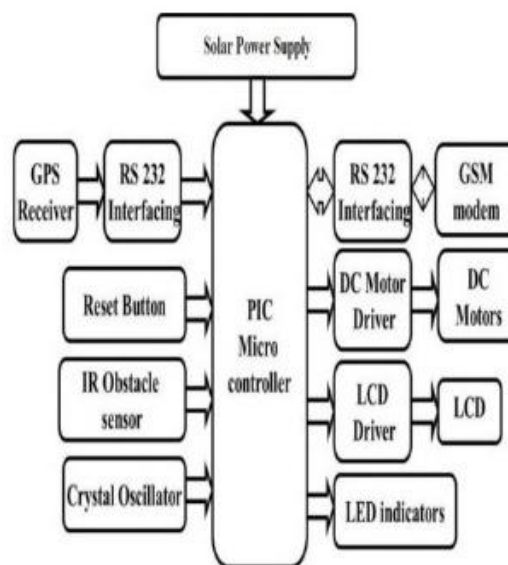 Solar Power Supply
GPS
Receiver
RS 232
Interfacing
Reset Button
IR Obstacle
sensor
Crystal Oscillator
PIC
Micro
controller
RS 232
Interfacing
GSM
modem
DC Motor
Driver
DC
Motors
LCD
Driver
LCD
LED indicators